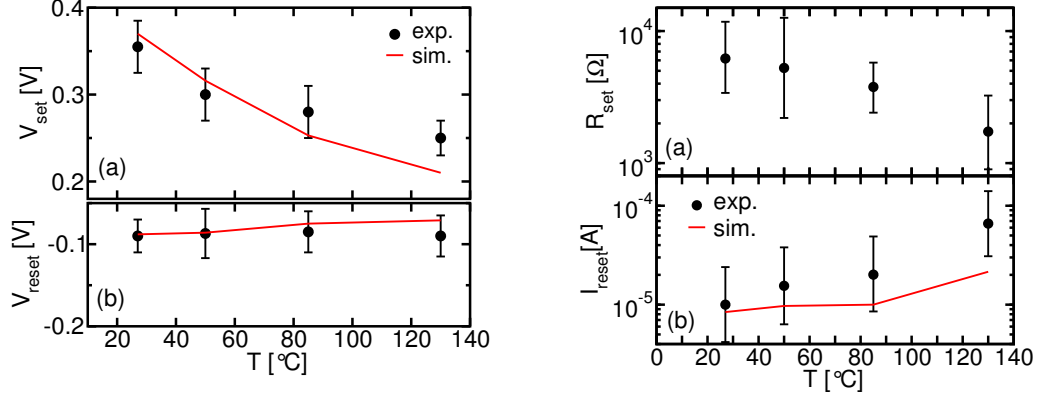 0.4
0.3
0.2
V_set [V]
exp.
sim.
(a)
-0.1
-0.2
V_reset [V]
(b)
20 40 60 80 100 120 140
T [°C]
10^4
10^3
R_set [Ω]
(a)
10^-4
10^-5
I_reset [A]
exp.
sim.
(b)
0 20 40 60 80 100 120 140
T [°C]